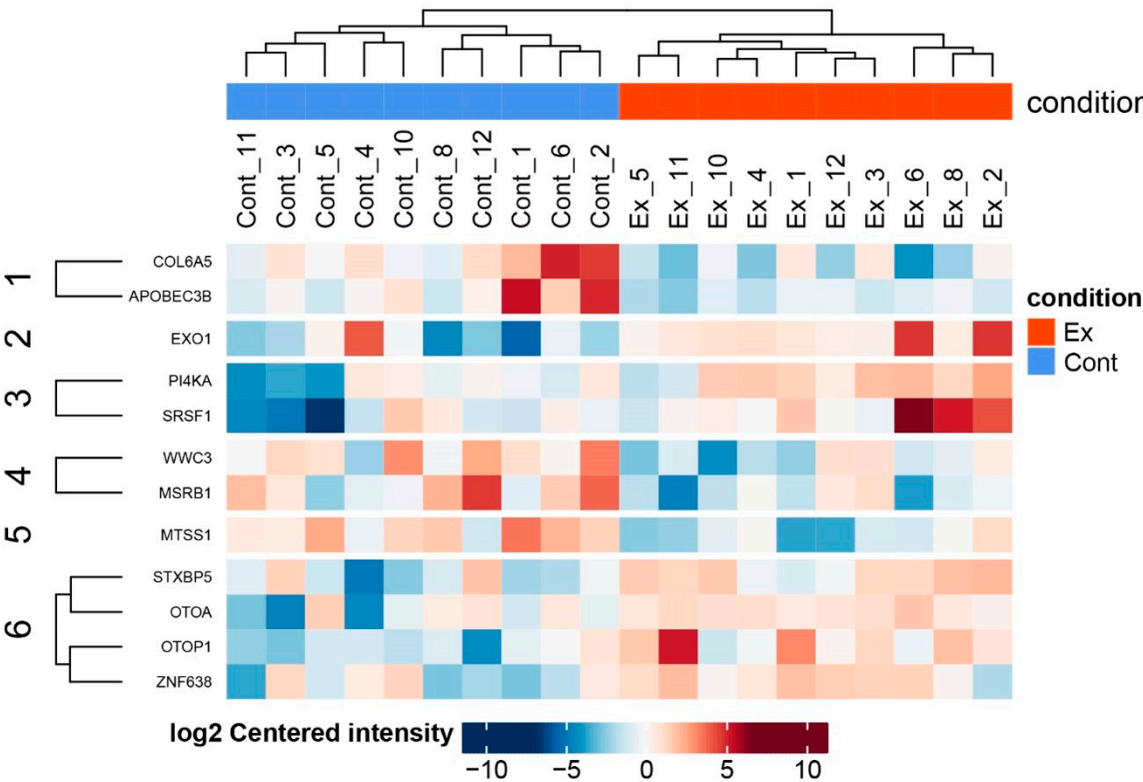 condition
Cont_11
Cont_3
Cont_5
Cont_4
Cont_10
Cont_8
Cont_12
Cont_1
Cont_6
Cont_2
Ex_5
Ex_11
Ex_10
Ex_4
Ex_1
Ex_12
Ex_3
Ex_6
Ex_8
Ex_2
1
COL6A5
APOBEC3B
2
EXO1
3
PI4KA
SRSF1
4
WWC3
MSRB1
5
MTSS1
6
STXBP5
OTOA
OTOP1
ZNF638
condition
Ex
Cont
log2 Centered intensity
−10 −5 0 5 10